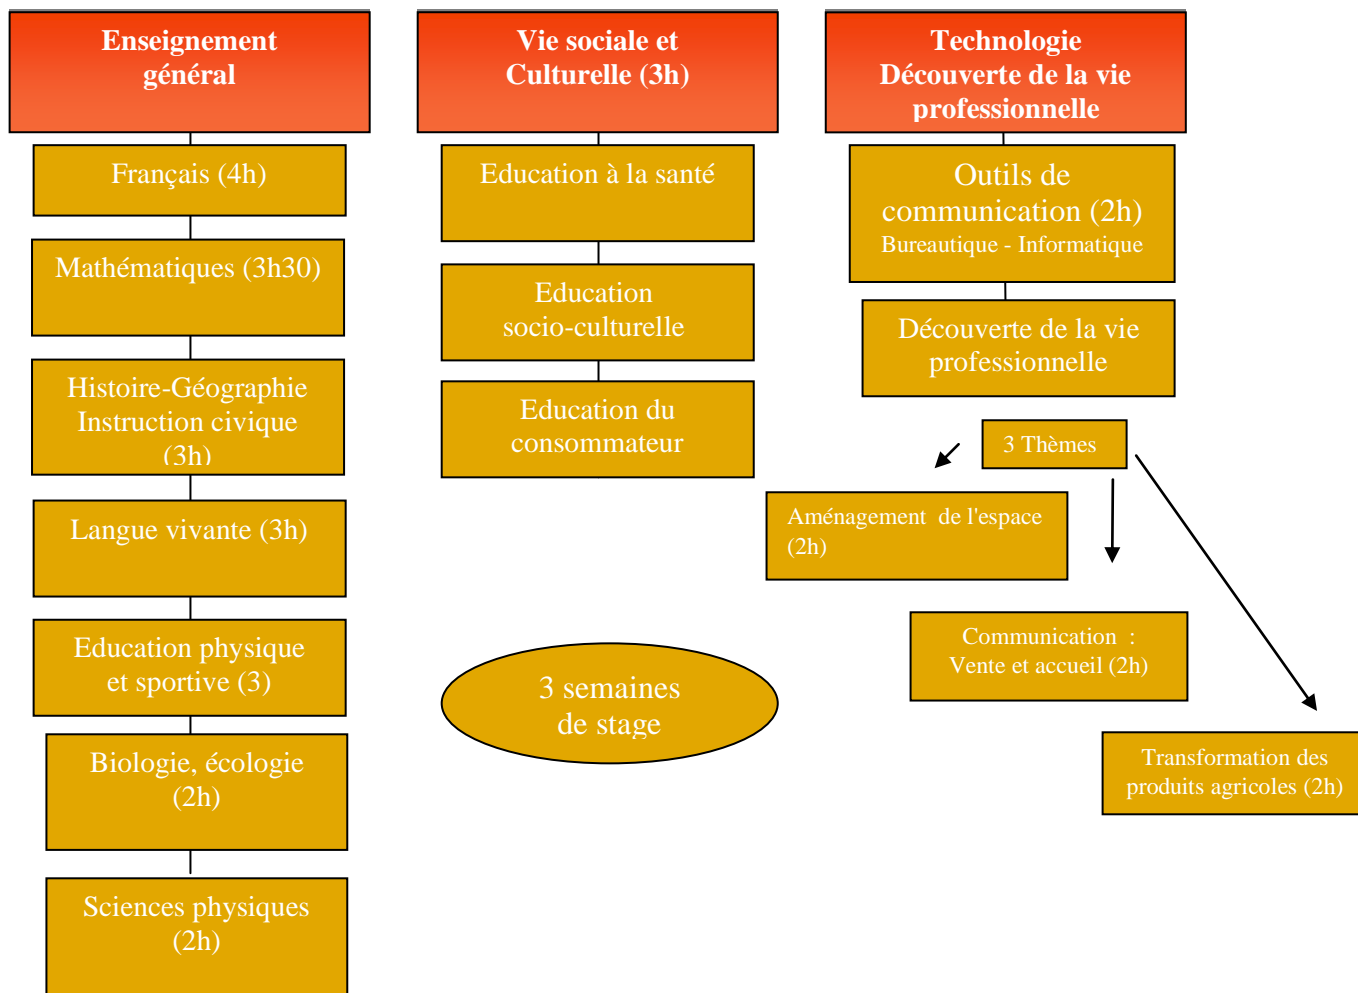 Enseignement
général
Français (4h)
Mathématiques (3h30)
Histoire-Géographie
Instruction civique
(3h)
Langue vivante (3h)
Education physique
et sportive (3)
Biologie, écologie
(2h)
Sciences physiques
(2h)
Vie sociale et
Culturelle (3h)
Education à la santé
Education
socio-culturelle
Education du
consommateur
3 semaines
de stage
Technologie
Découverte de la vie
professionnelle
Outils de
communication (2h)
Bureautique - Informatique
Découverte de la vie
professionnelle
3 Thèmes
Aménagement de l'espace
(2h)
Communication :
Vente et accueil (2h)
Transformation des
produits agricoles (2h)